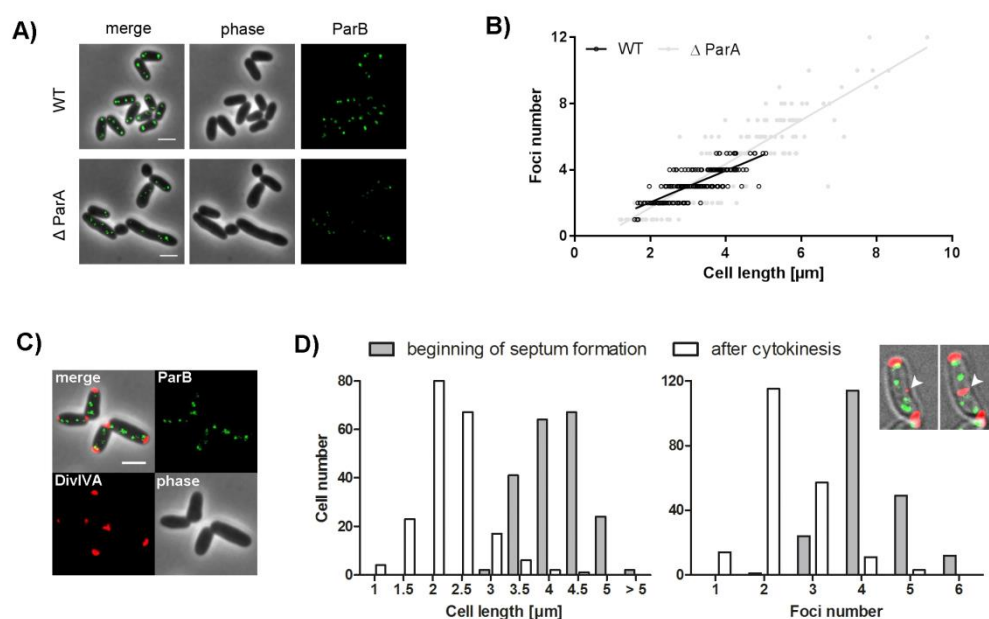 A)
merge phase ParB
WT
Δ ParA
B)
WT Δ ParA
Foci number
12
8
4
0
2 4 6 8 10
Cell length [µm]
C)
merge ParB
DivIVA phase
D)
beginning of septum formation after cytokinesis
Cell number
80
60
40
20
0
1 1.5 2 2.5 3 3.5 4 4.5 5 > 5
Cell length [µm]
120
80
40
0
1 2 3 4 5 6
Foci number